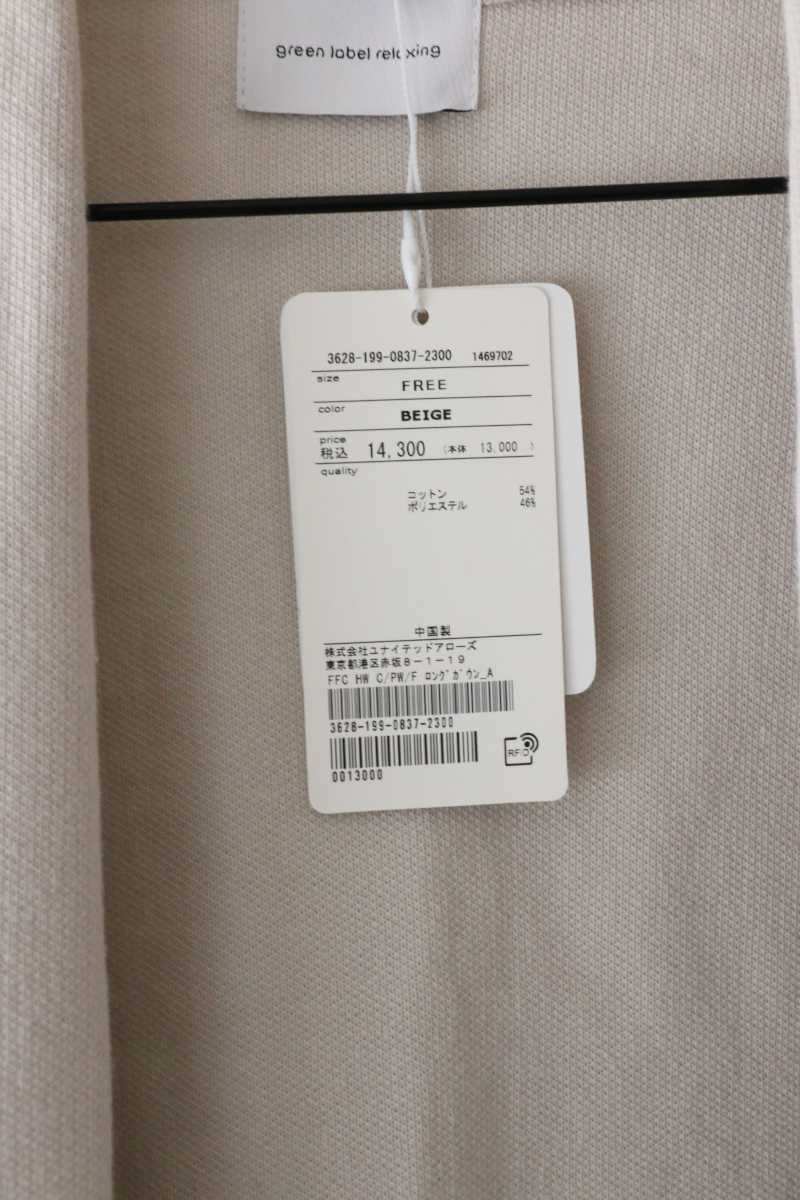 green label relaxing
3628-199-0837-2300 1469702
size FREE
color BEIGE
price
税込 14,300 (本体 13,000 )
quality
コットン 54%
ポリエステル 46%
中国製
株式会社ユナイテッドアローズ
東京都港区赤坂8-1-19
FFC HW C/PW/F ロングガウン_A
3628-199-0837-2300
RFID
0013000